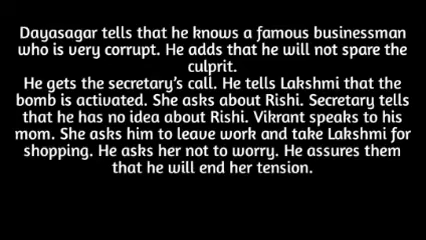 Dayasagar tells that he knows a famous businessman
who is very corrupt. He adds that he will not spare the
culprit.
He gets the secretary's call. He tells Lakshmi that the
bomb is activated. She asks about Rishi. Secretary tells
that he has no idea about Rishi. Vikrant speaks to his
mom. She asks him to leave work and take Lakshmi for
shopping. He asks her not to worry. He assures them
that he will end her tension.